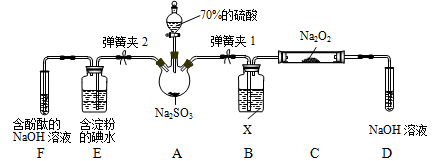 70%的硫酸
弹簧夹 2
弹簧夹 1
Na₂O₂
Na₂SO₃
X
含酚酞的
NaOH 溶液
含淀粉
的碘水
NaOH 溶液
F E A B C D